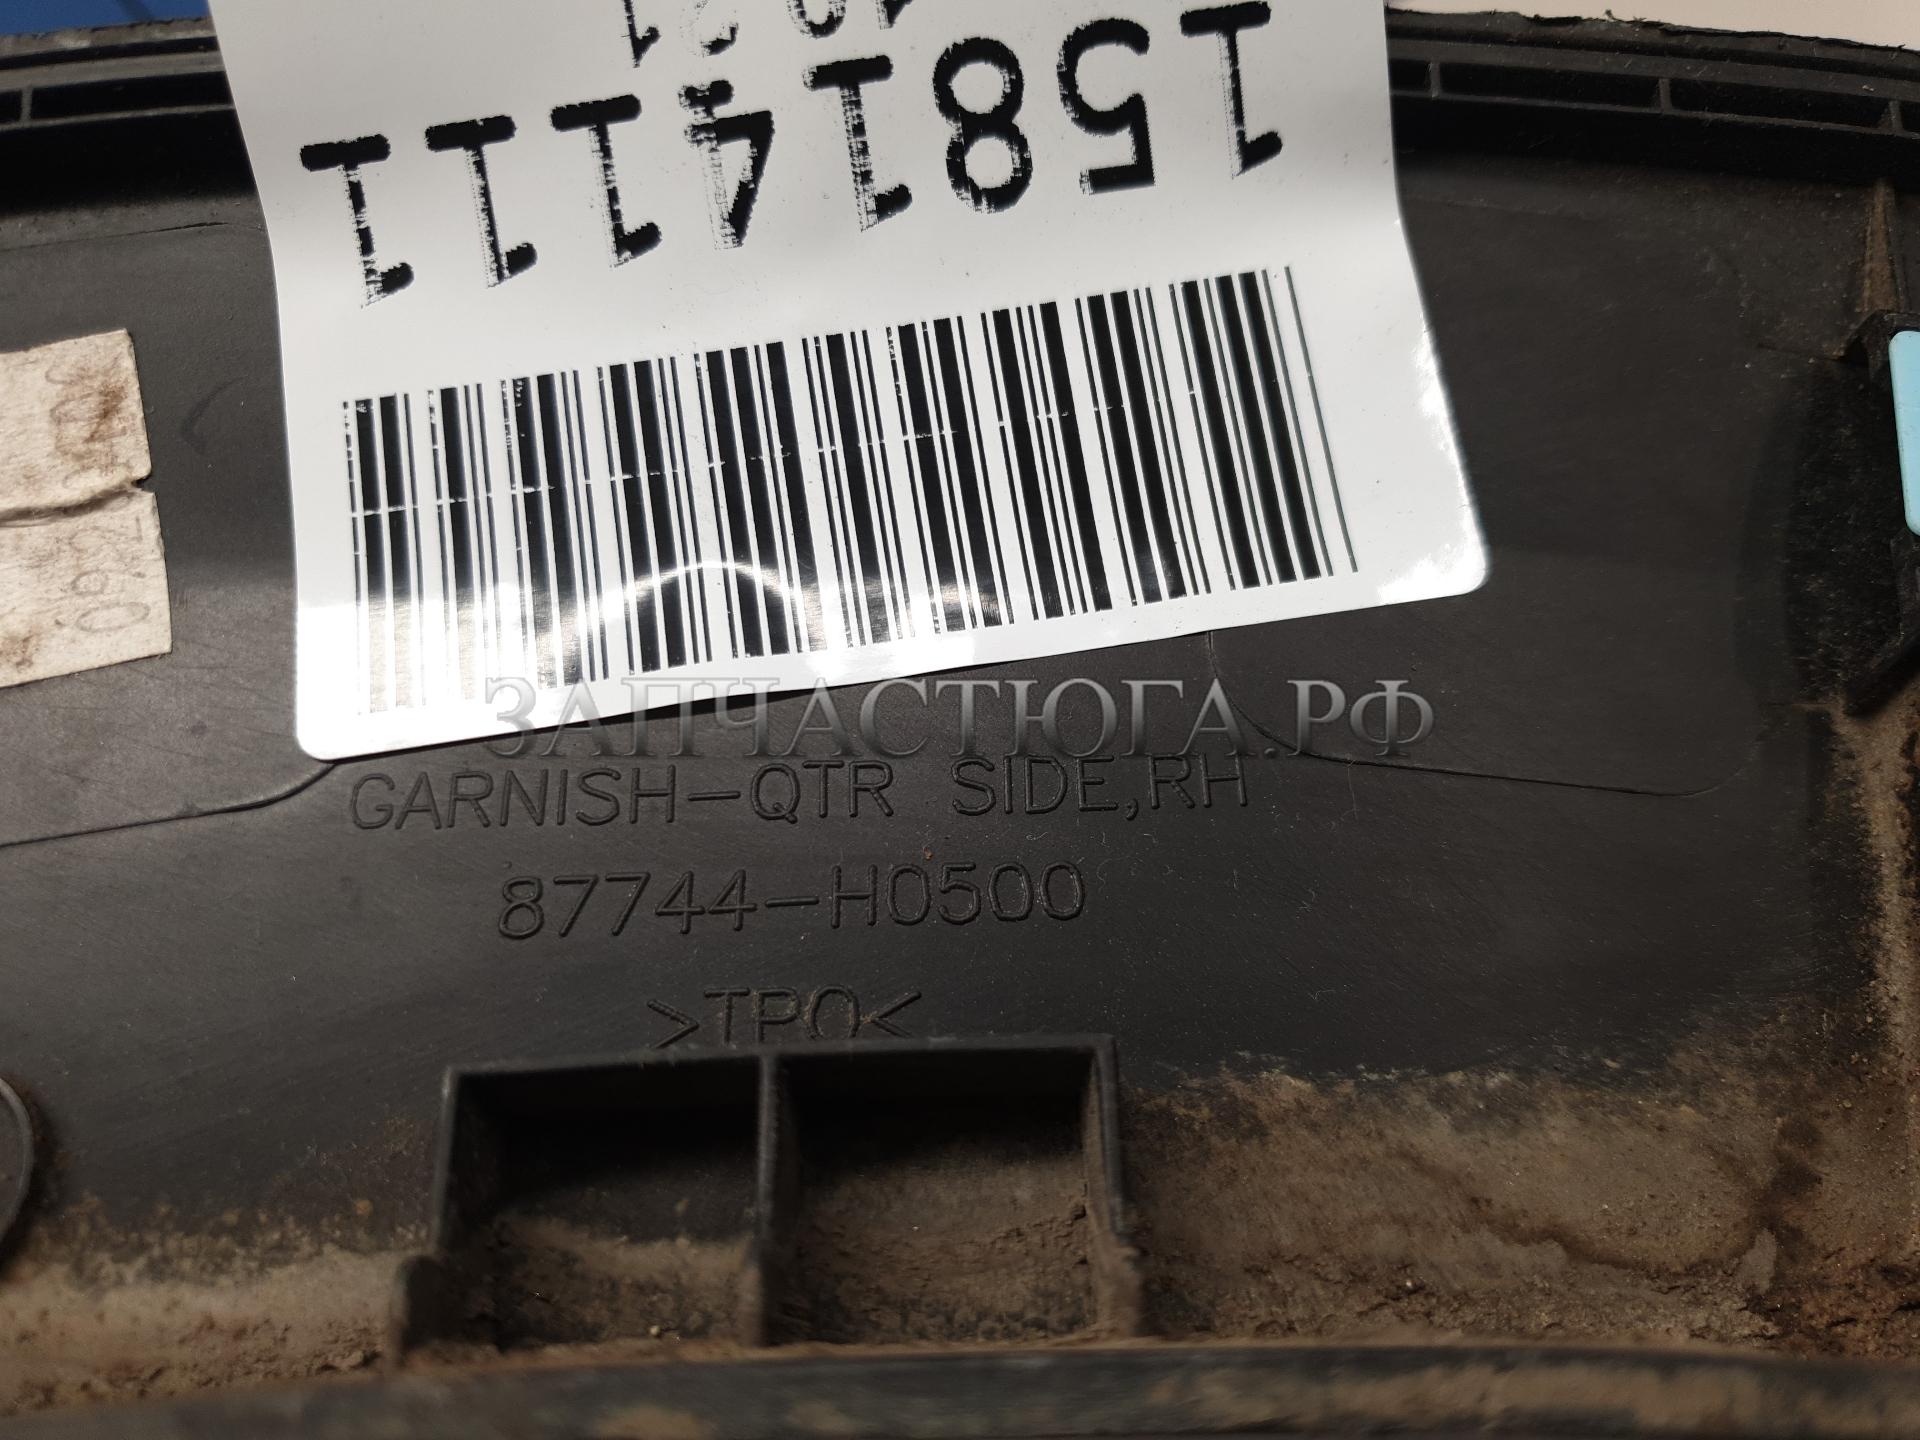 1581411
ЗАПЧАСТЮГА.РФ
GARNISH-QTR SIDE,RH
87744-H0500
>TPO<